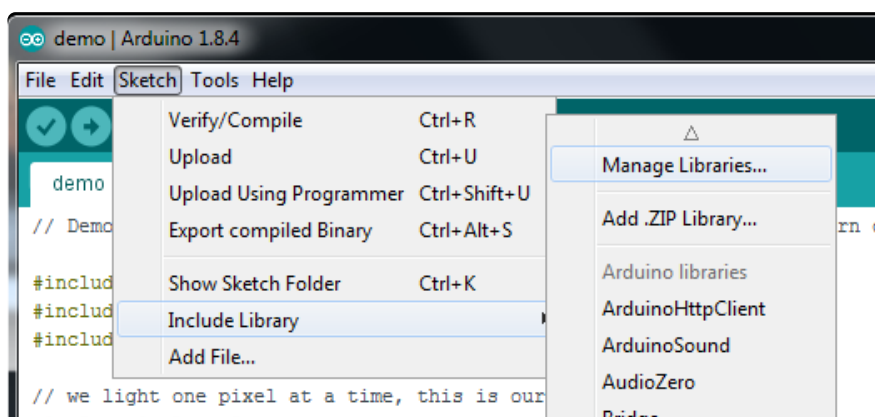 demo | Arduino 1.8.4
File Edit Sketch Tools Help
Verify/Compile Ctrl+R
Upload Ctrl+U
Upload Using Programmer Ctrl+Shift+U
Export compiled Binary Ctrl+Alt+S
Show Sketch Folder Ctrl+K
Include Library
Add File...
Manage Libraries...
Add .ZIP Library...
Arduino libraries
ArduinoHttpClient
ArduinoSound
AudioZero
Bridge
demo
// Demo
#includ
#includ
#includ
// we light one pixel at a time, this is our